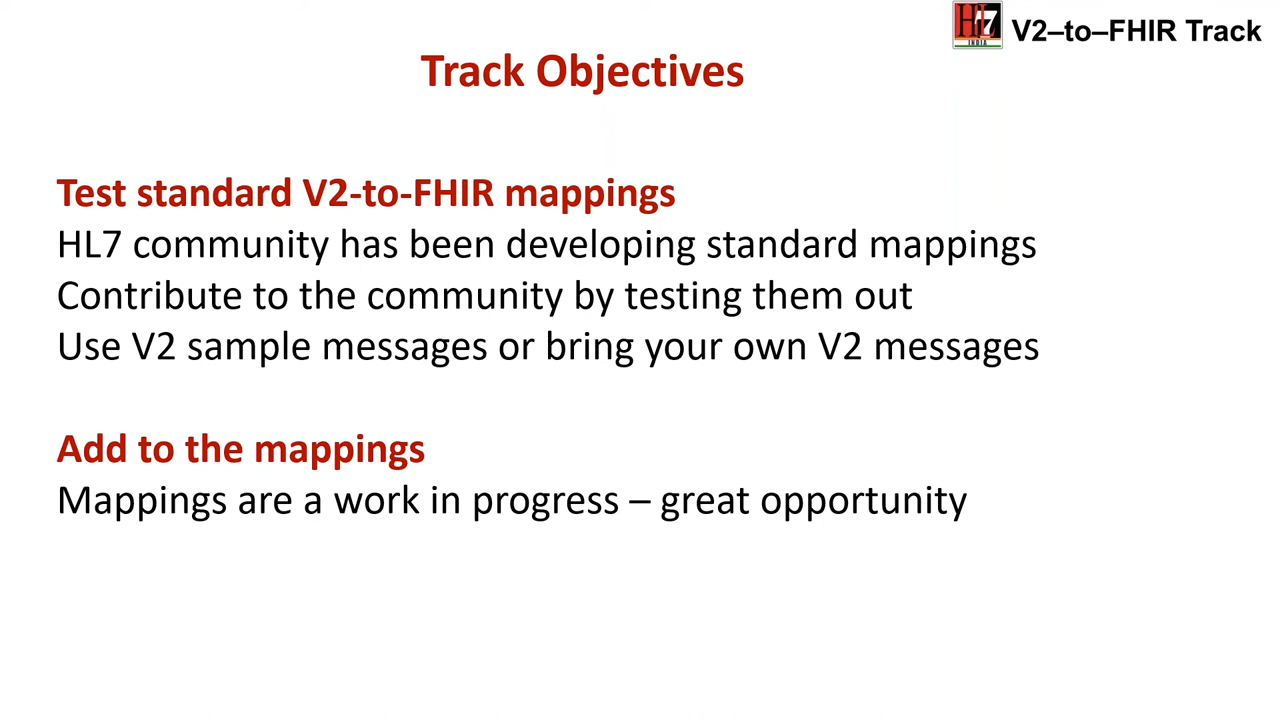 HL7
INDIA
V2–to–FHIR Track
Track Objectives
Test standard V2-to-FHIR mappings
HL7 community has been developing standard mappings
Contribute to the community by testing them out
Use V2 sample messages or bring your own V2 messages
Add to the mappings
Mappings are a work in progress – great opportunity